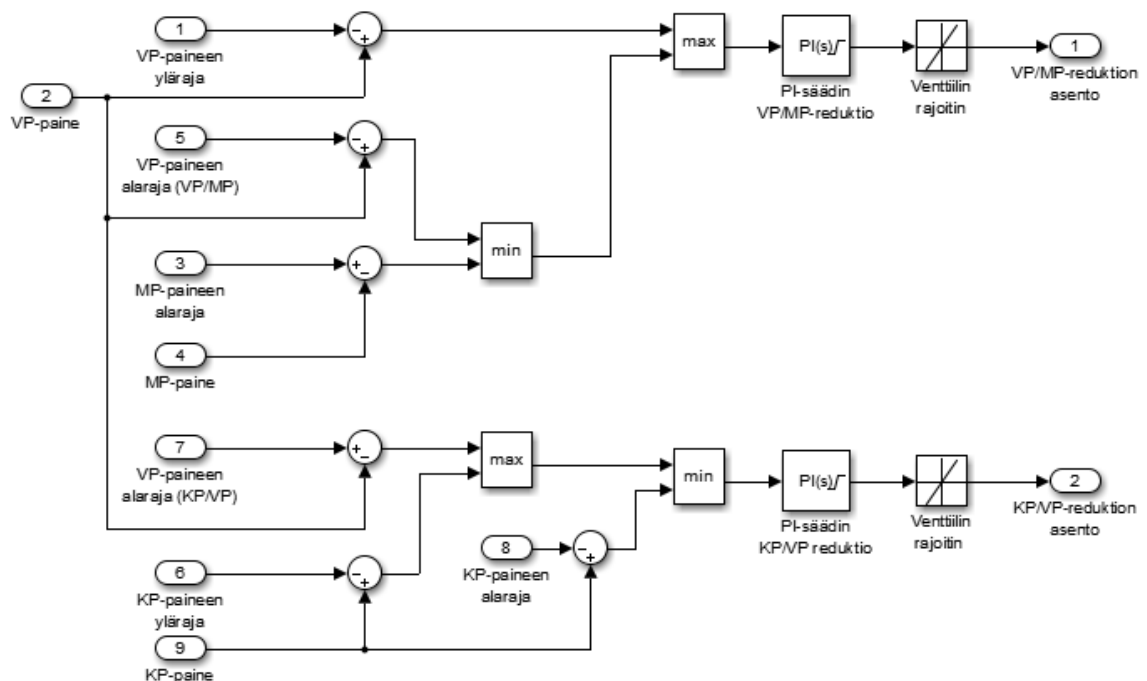 1
VP-paineen
yläraja
2
VP-paine
5
VP-paineen
alaraja (VP/MP)
3
MP-paineen
alaraja
4
MP-paine
min
max
PI(s)
PI-säädin
VP/MP-reduktio
Venttiilin
rajoitin
1
VP/MP-reduktion
asento
7
VP-paineen
alaraja (KP/VP)
6
KP-paineen
yläraja
9
KP-paine
max
8
KP-paineen
alaraja
min
PI(s)
PI-säädin
KP/VP reduktio
Venttiilin
rajoitin
2
KP/VP-reduktion
asento